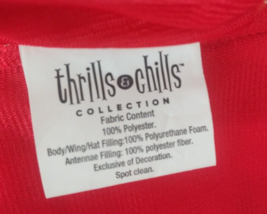 thrills & chills™
COLLECTION
Fabric Content
100% Polyester.
Body/Wing/Hat Filling:100% Polyurethane Foam.
Antennae Filling: 100% polyester fiber.
Exclusive of Decoration.
Spot clean.